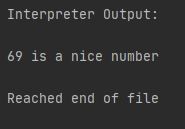 Interpreter Output:
69 is a nice number
Reached end of file